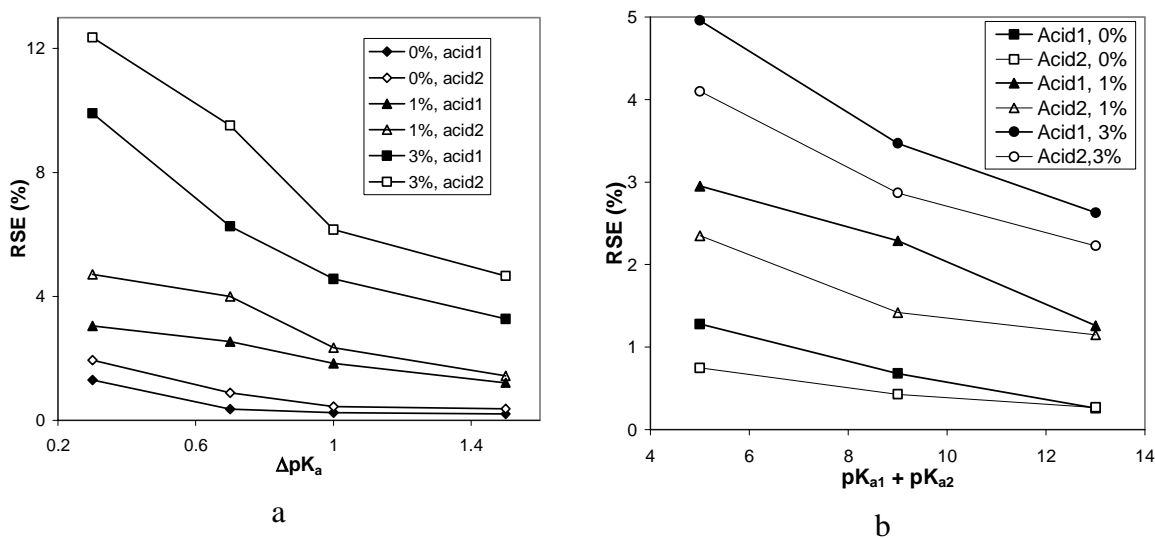 12
8
4
0
0.2
0.6
1
1.4
RSE (%)
ΔpKa
0%, acid1
0%, acid2
1%, acid1
1%, acid2
3%, acid1
3%, acid2
a
5
4
3
2
1
0
4
6
8
10
12
14
RSE (%)
pKa1 + pKa2
Acid1, 0%
Acid2, 0%
Acid1, 1%
Acid2, 1%
Acid1, 3%
Acid2,3%
b